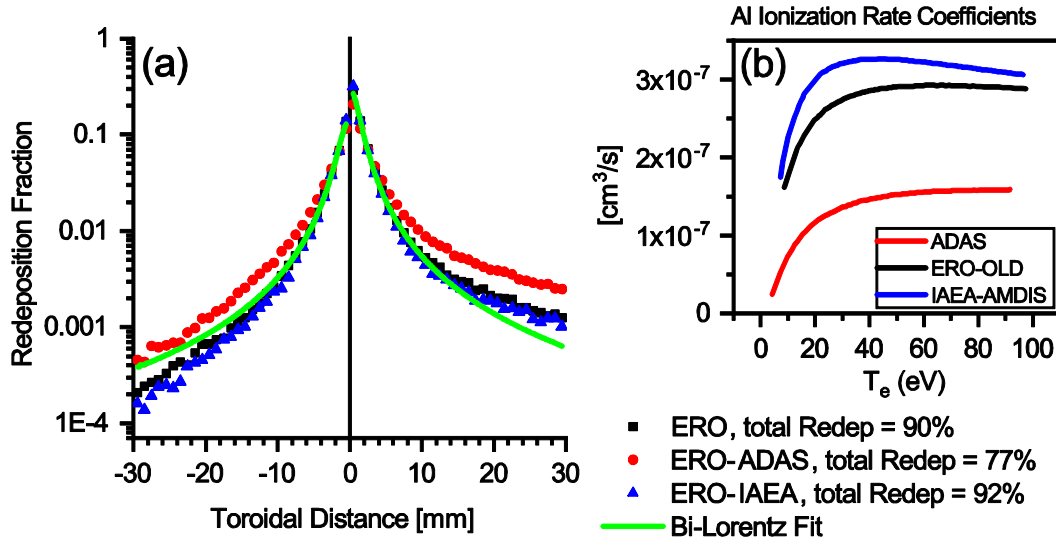 Al Ionization Rate Coefficients
(a)
(b)
Redeposition Fraction
1
0.1
0.01
0.001
1E-4
-30 -20 -10 0 10 20 30
Toroidal Distance [mm]
[cm³/s]
3x10⁻⁷
2x10⁻⁷
1x10⁻⁷
0
0 20 40 60 80 100
Tₑ (eV)
ADAS
ERO-OLD
IAEA-AMDIS
ERO, total Redep = 90%
ERO-ADAS, total Redep = 77%
ERO-IAEA, total Redep = 92%
Bi-Lorentz Fit